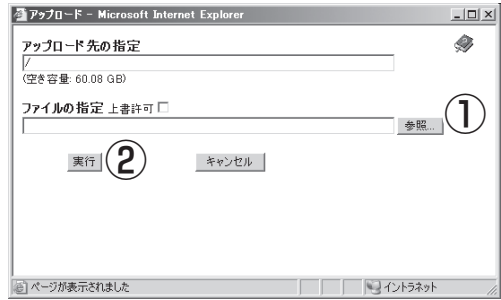 アップロード - Microsoft Internet Explorer
アップロード先の指定
/
(空き容量: 60.08 GB)
ファイルの指定 上書許可
参照... ①
実行 ② キャンセル
ページが表示されました イントラネット